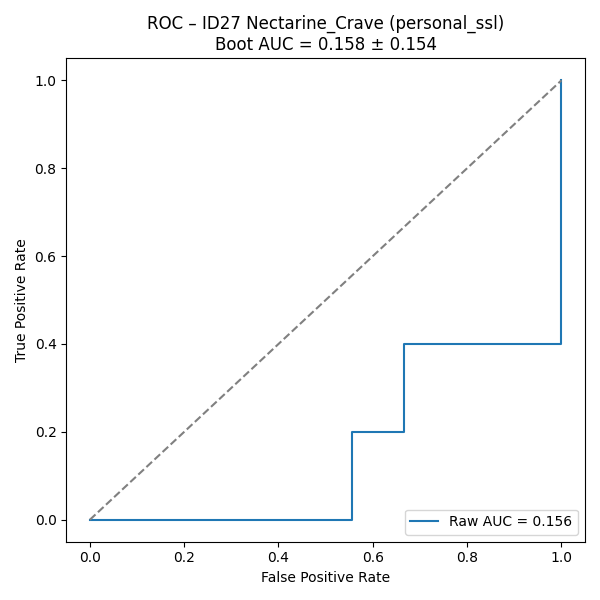 ROC – ID27 Nectarine_Crave (personal_ssl)
Boot AUC = 0.158 ± 0.154
True Positive Rate
1.0
0.8
0.6
0.4
0.2
0.0
Raw AUC = 0.156
0.0 0.2 0.4 0.6 0.8 1.0
False Positive Rate